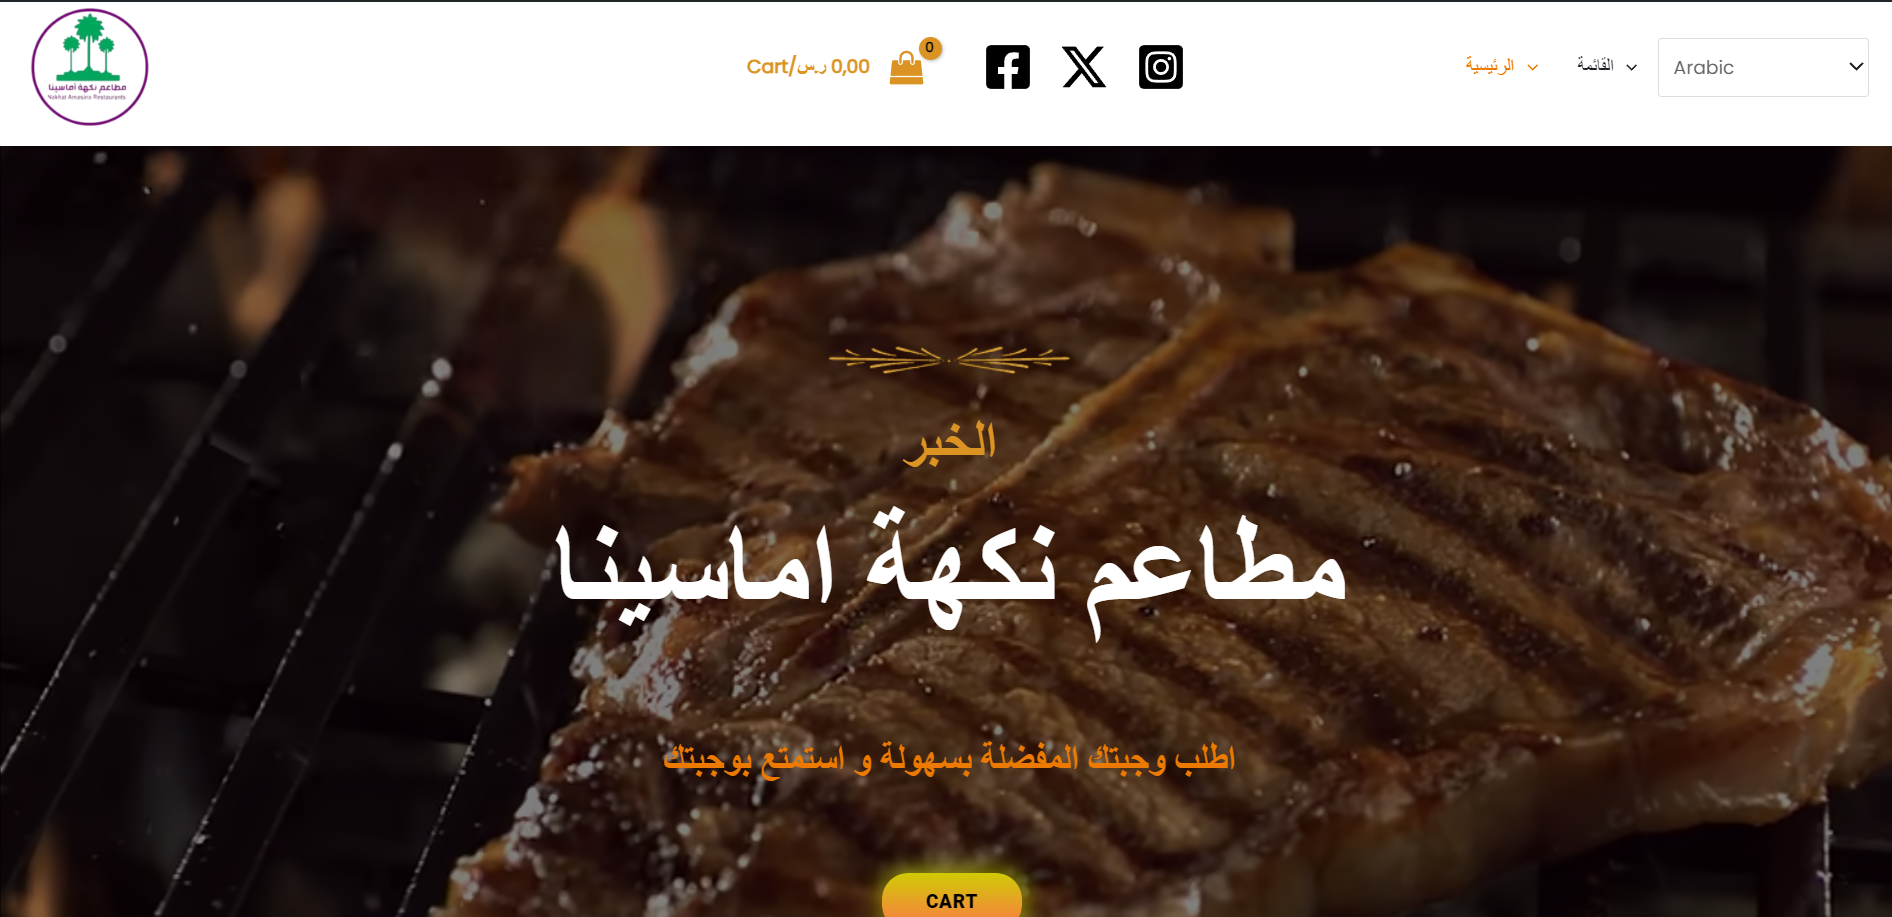 مطاعم نكهة أماسينا
Nakhat Amasina Restaurants
Cart/0,00 ر.س
0
الرئيسية
القائمة
Arabic
الخبر
مطاعم نكهة اماسينا
اطلب وجبتك المفضلة بسهولة و استمتع بوجبتك
CART